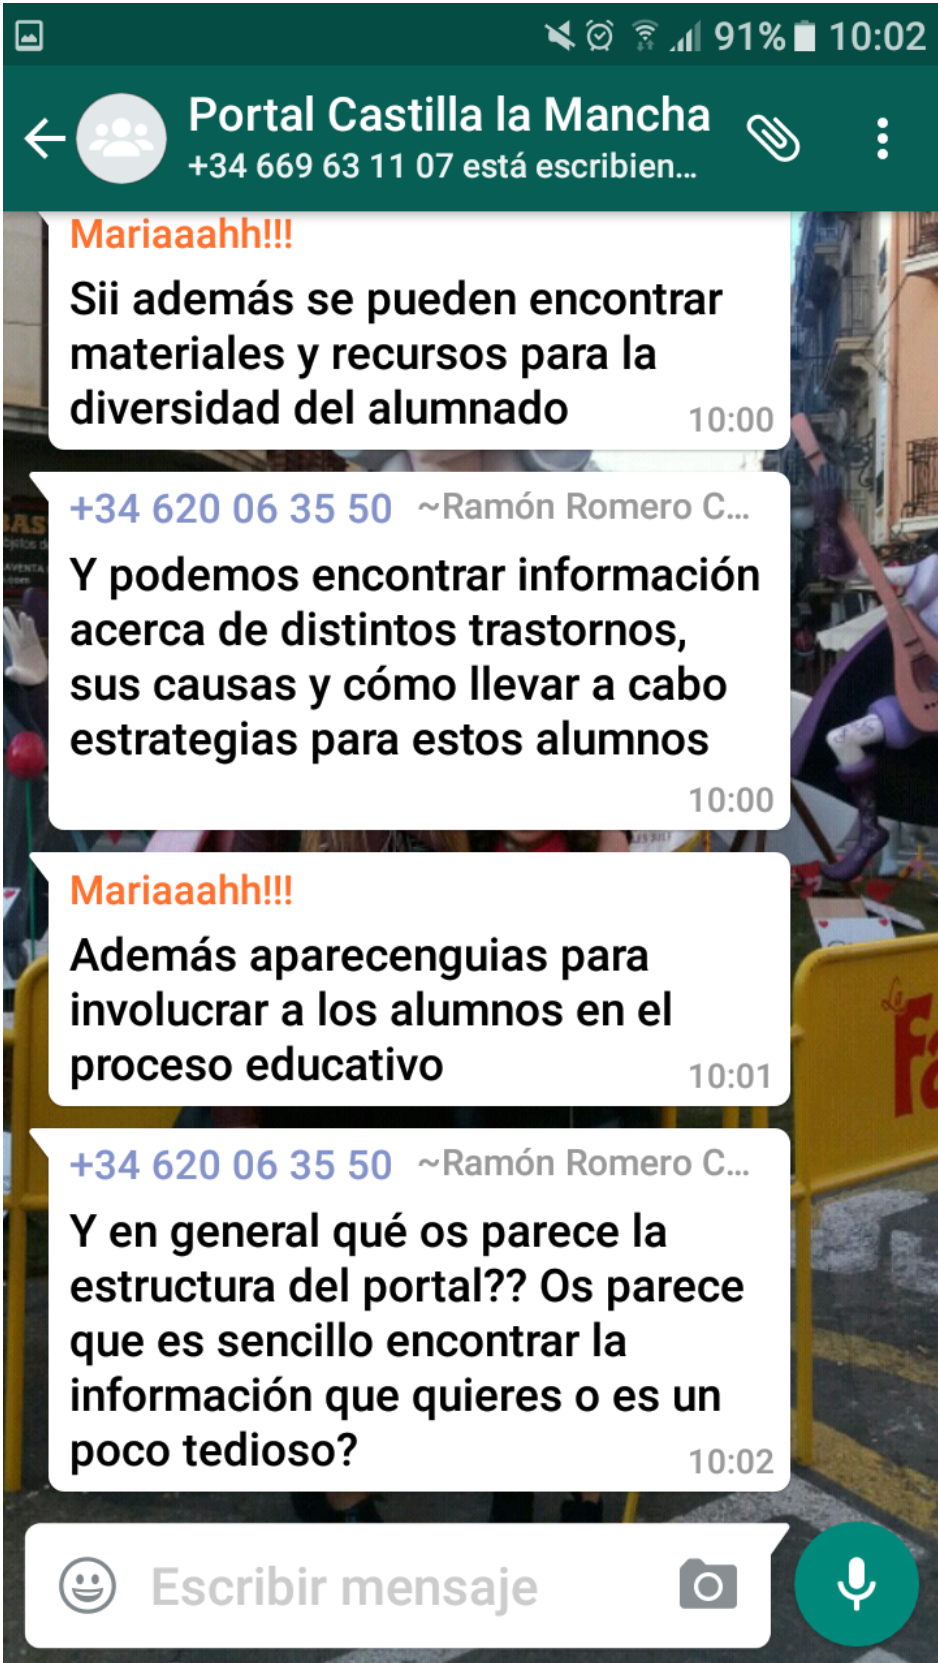 91% 10:02
Portal Castilla la Mancha
+34 669 63 11 07 está escribien...
Mariaaahh!!!
Sii además se pueden encontrar
materiales y recursos para la
diversidad del alumnado
10:00
+34 620 06 35 50 ~Ramón Romero C...
Y podemos encontrar información
acerca de distintos trastornos,
sus causas y cómo llevar a cabo
estrategias para estos alumnos
10:00
Mariaaahh!!!
Además aparecenguias para
involucrar a los alumnos en el
proceso educativo
10:01
+34 620 06 35 50 ~Ramón Romero C...
Y en general qué os parece la
estructura del portal?? Os parece
que es sencillo encontrar la
información que quieres o es un
poco tedioso?
10:02
Escribir mensaje